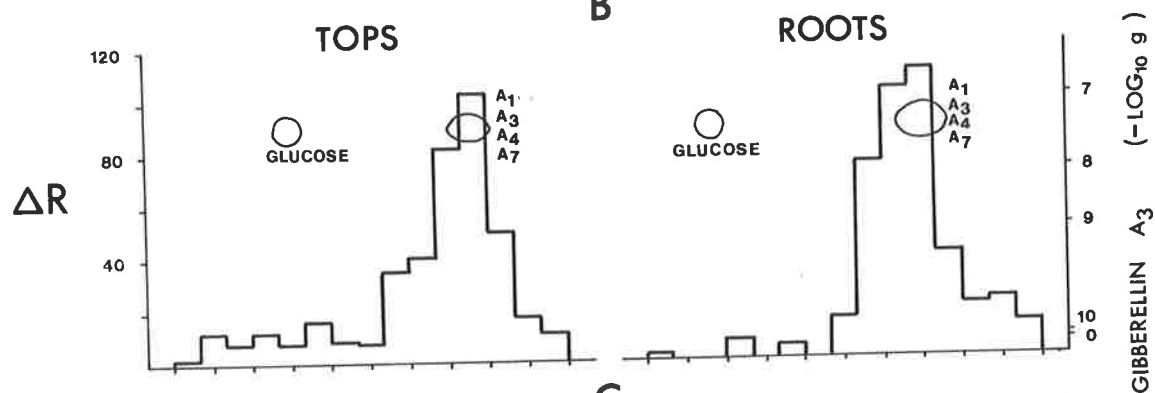 B
TOPS
ROOTS
120
80
40
ΔR
GLUCOSE
A1
A3
A4
A7
GLUCOSE
A1
A3
A4
A7
7
8
9
10
0
GIBBERELLIN A3 (−LOG10 g)